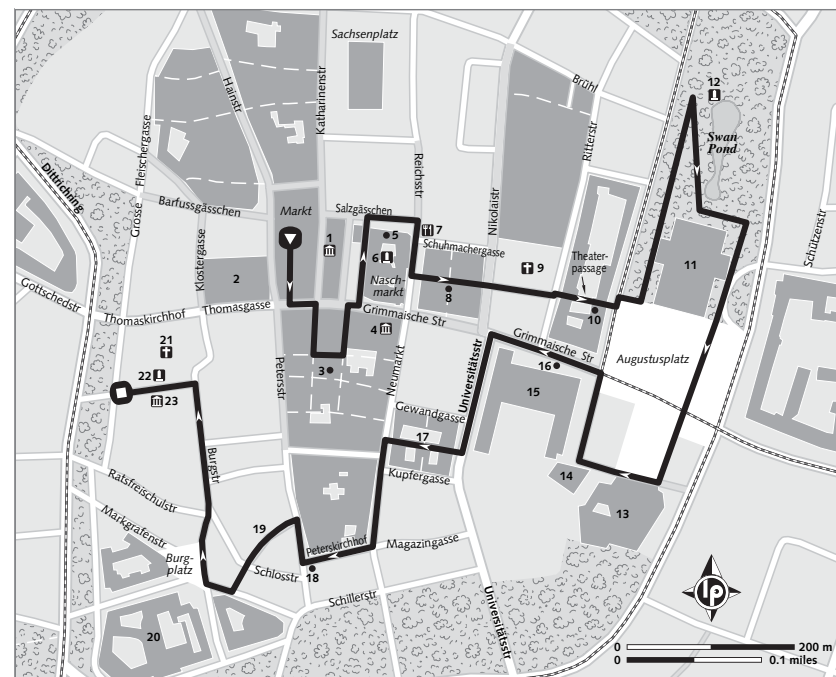 Sachsenplatz
12
Brühl
Hainstr
Katharinenstr
Swan
Pond
Ritterstr
Grosse Fleischergasse
Reichsstr
Dittrichring
Nikolaistr
Barfussgässchen
Markt
Salzgässchen
7
1
5
Schuhmachergasse
Schützenstr
Klostergasse
6
9
Theater-
passage
11
2
Nasch-
markt
8
Gottschedstr
Thomasgasse
Thomaskirchhof
Grimmaische Str
10
4
21
Grimmaische Str
Augustusplatz
22
Petersstr
3
Neumarkt
Universitätsstr
16
23
15
Gewandgasse
17
Burgstr
Kupfergasse
14
Ratsfreischulstr
13
Markgrafenstr
19
Peterskirchhof
Magazingasse
Burg-
platz
Schlosstr
18
Schillerstr
Universitätsstr
lp
20
0 200 m
0 0.1 miles